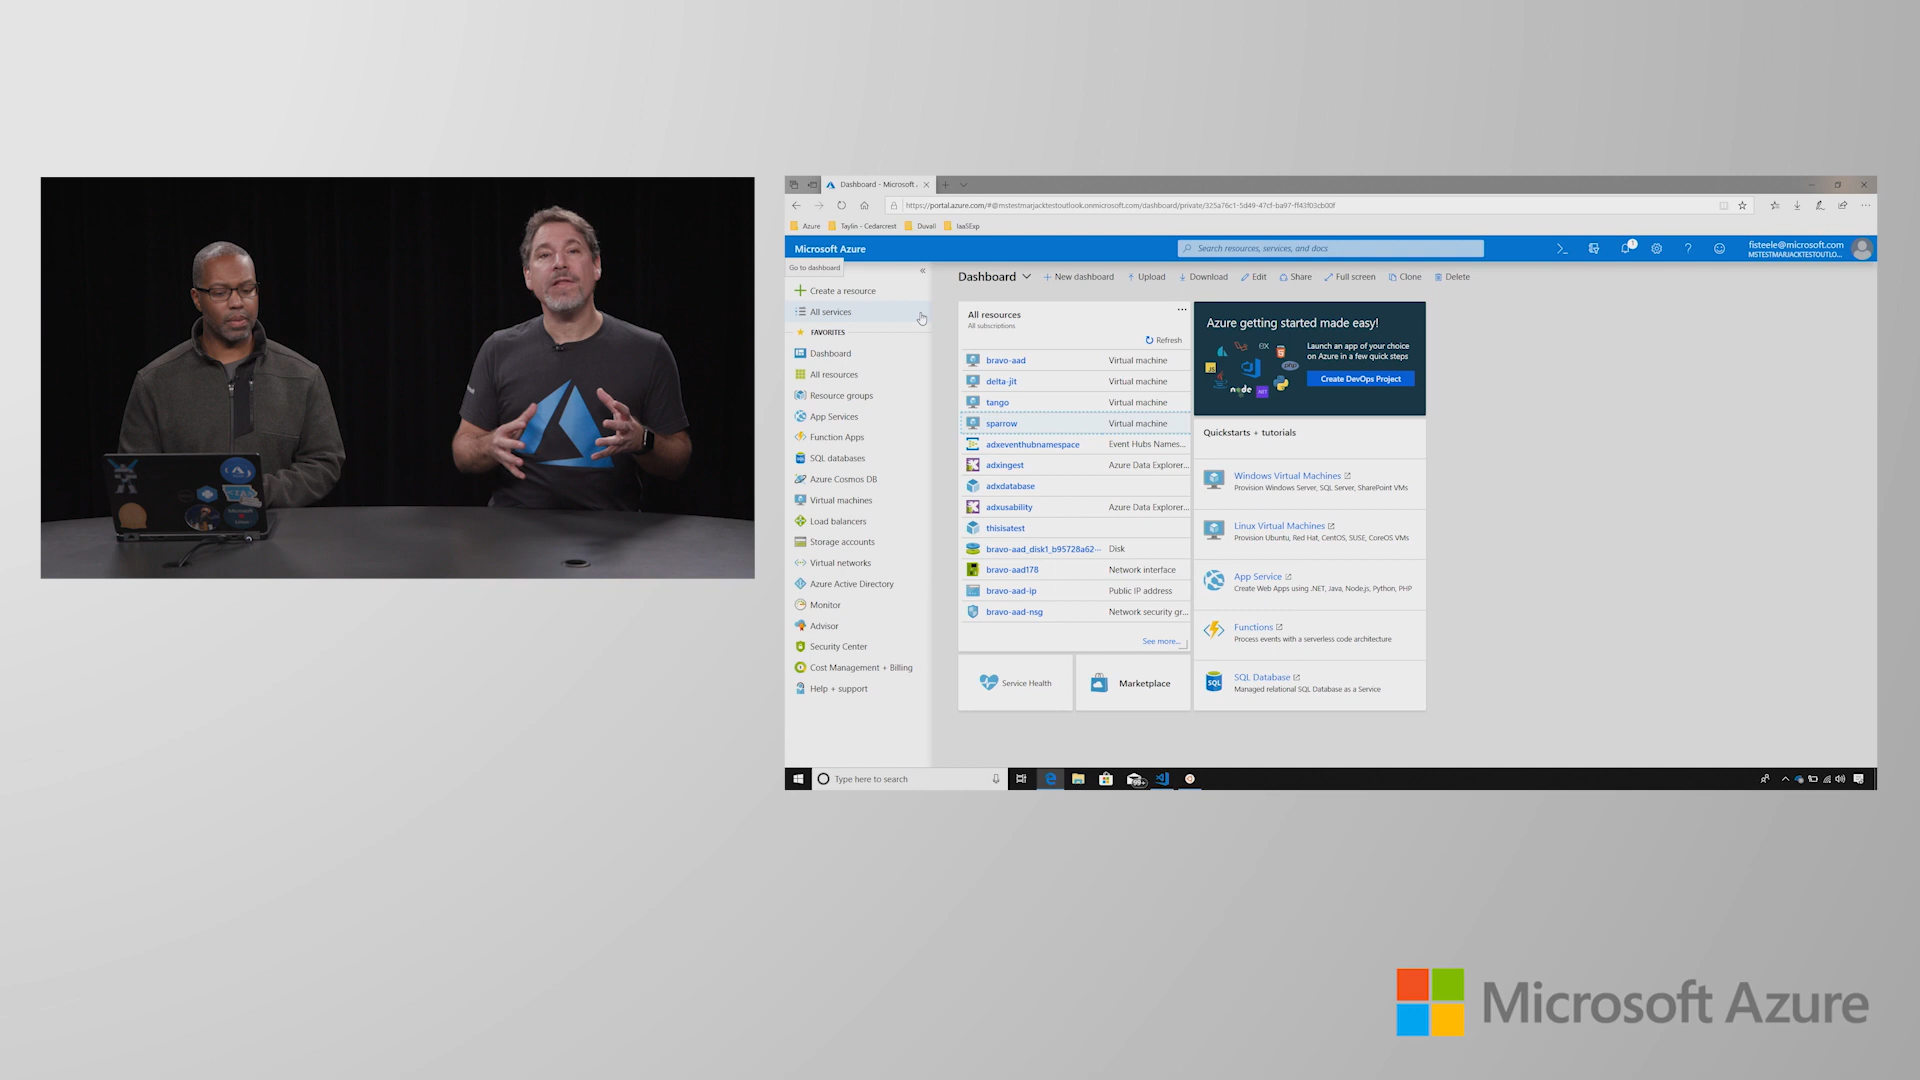 Dashboard - Microsoft.
https://portal.azure.com/#@mstestmarjacktestoutlook.onmicrosoft.com/dashboard/private/325a76c1-5d49-47cf-ba97-ff43f03cb00f
Azure Taylin - Cedarcrest Duvall IaaSExp
Microsoft Azure
Search resources, services, and docs
1
fisteele@microsoft.com
MSTESTMARJACKTESTOUTLO...
Go to dashboard
Create a resource
All services
FAVORITES
Dashboard
All resources
Resource groups
App Services
Function Apps
SQL databases
Azure Cosmos DB
Virtual machines
Load balancers
Storage accounts
Virtual networks
Azure Active Directory
Monitor
Advisor
Security Center
Cost Management + Billing
Help + support
Dashboard New dashboard Upload Download Edit Share Full screen Clone Delete
All resources
All subscriptions
Refresh
bravo-aad Virtual machine
delta-jit Virtual machine
tango Virtual machine
sparrow Virtual machine
adxeventhubnamespace Event Hubs Names...
adxingest Azure Data Explorer...
adxdatabase
adxusability Azure Data Explorer...
thisisatest
bravo-aad_disk1_b95728a62... Disk
bravo-aad178 Network interface
bravo-aad-ip Public IP address
bravo-aad-nsg Network security gr...
See more...
Service Health
Marketplace
Azure getting started made easy!
Launch an app of your choice
on Azure in a few quick steps
Create DevOps Project
JS
EX
php
node
Quickstarts + tutorials
Windows Virtual Machines
Provision Windows Server, SQL Server, SharePoint VMs
Linux Virtual Machines
Provision Ubuntu, Red Hat, CentOS, SUSE, CoreOS VMs
App Service
Create Web Apps using .NET, Java, Node.js, Python, PHP
Functions
Process events with a serverless code architecture
SQL
SQL Database
Managed relational SQL Database as a Service
Type here to search
99+
Microsoft Azure